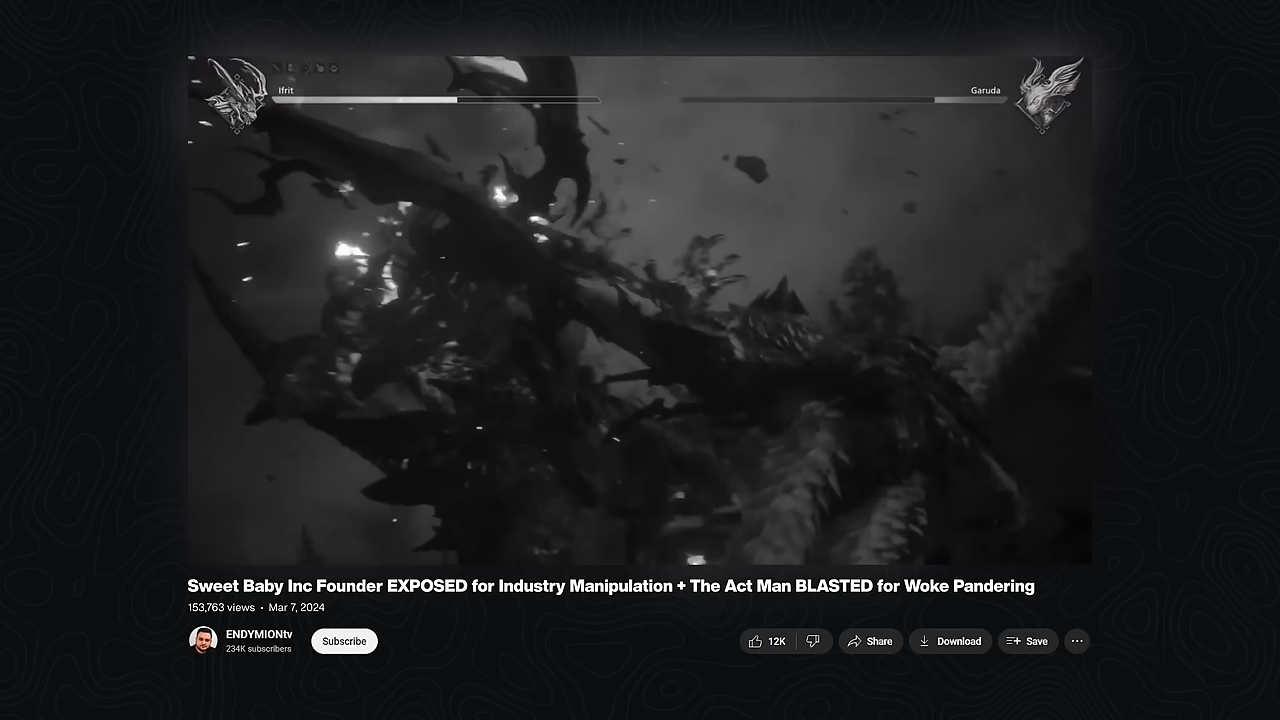 Ifrit
Garuda
Sweet Baby Inc Founder EXPOSED for Industry Manipulation + The Act Man BLASTED for Woke Pandering
153,763 views • Mar 7, 2024
ENDYMIONtv
234K subscribers
Subscribe
12K
Share
Download
Save